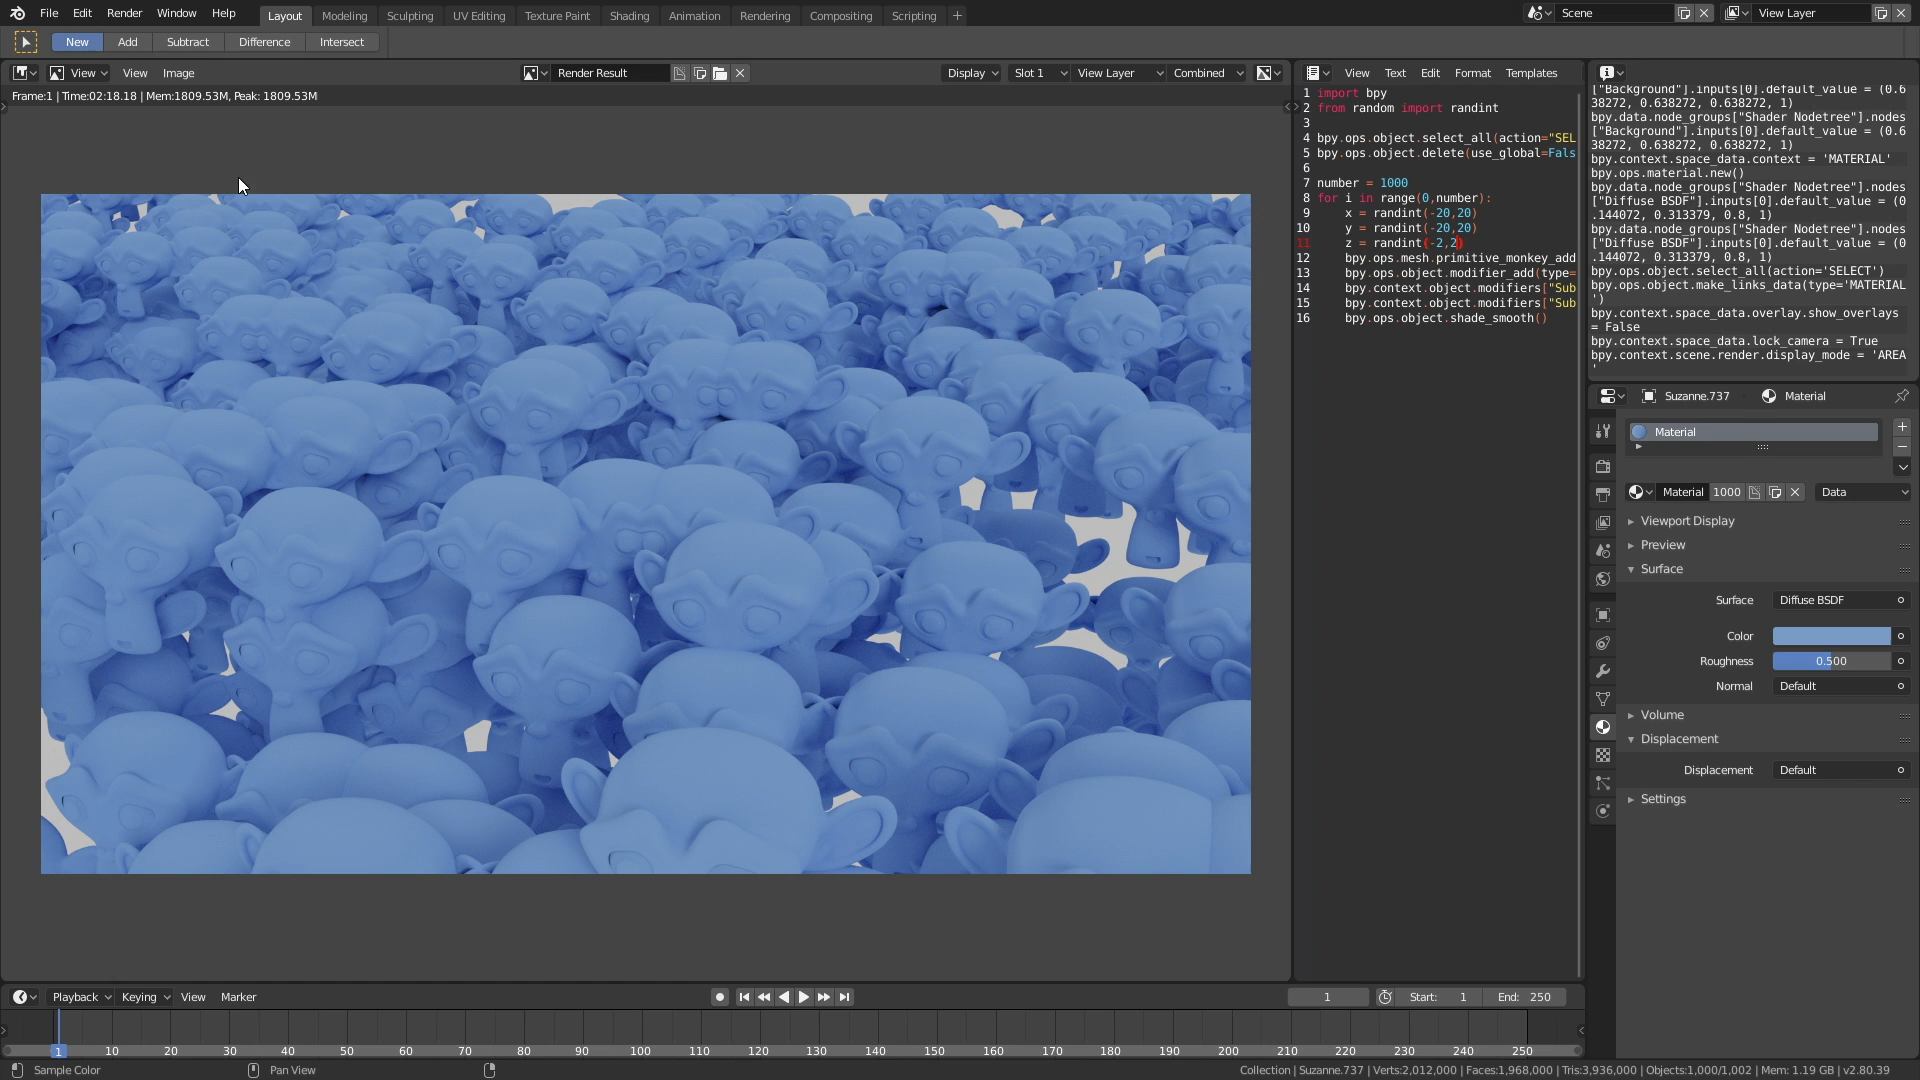 File Edit Render Window Help Layout Modeling Sculpting UV Editing Texture Paint Shading Animation Rendering Compositing Scripting + Scene View Layer
New Add Subtract Difference Intersect
View View Image Render Result Display Slot 1 View Layer Combined
Frame:1 | Time:02:18.18 | Mem:1809.53M, Peak: 1809.53M
View Text Edit Format Templates
1 import bpy
2 from random import randint
3
4 bpy.ops.object.select_all(action="SEL
5 bpy.ops.object.delete(use_global=Fals
6
7 number = 1000
8 for i in range(0,number):
9 x = randint(-20,20)
10 y = randint(-20,20)
11 z = randint(-2,2)
12 bpy.ops.mesh.primitive_monkey_add
13 bpy.ops.object.modifier_add(type=
14 bpy.context.object.modifiers["Sub
15 bpy.context.object.modifiers["Sub
16 bpy.ops.object.shade_smooth()
["Background"].inputs[0].default_value = (0.6
38272, 0.638272, 0.638272, 1)
bpy.data.node_groups["Shader Nodetree"].nodes
["Background"].inputs[0].default_value = (0.6
38272, 0.638272, 0.638272, 1)
bpy.context.space_data.context = 'MATERIAL'
bpy.ops.material.new()
bpy.data.node_groups["Shader Nodetree"].nodes
["Diffuse BSDF"].inputs[0].default_value = (0
.144072, 0.313379, 0.8, 1)
bpy.data.node_groups["Shader Nodetree"].nodes
["Diffuse BSDF"].inputs[0].default_value = (0
.144072, 0.313379, 0.8, 1)
bpy.ops.object.select_all(action='SELECT')
bpy.ops.object.make_links_data(type='MATERIAL
')
bpy.context.space_data.overlay.show_overlays
= False
bpy.context.space_data.lock_camera = True
bpy.context.scene.render.display_mode = 'AREA
'
Suzanne.737 Material
Material
Material 1000 Data
Viewport Display
Preview
Surface
Surface Diffuse BSDF
Color
Roughness 0.500
Normal Default
Volume
Displacement
Displacement Default
Settings
Playback Keying View Marker 1 Start: 1 End: 250
1 10 20 30 40 50 60 70 80 90 100 110 120 130 140 150 160 170 180 190 200 210 220 230 240 250
Sample Color Pan View Collection | Suzanne.737 | Verts:2,012,000 | Faces:1,968,000 | Tris:3,936,000 | Objects:1,000/1,002 | Mem: 1.19 GB | v2.80.39